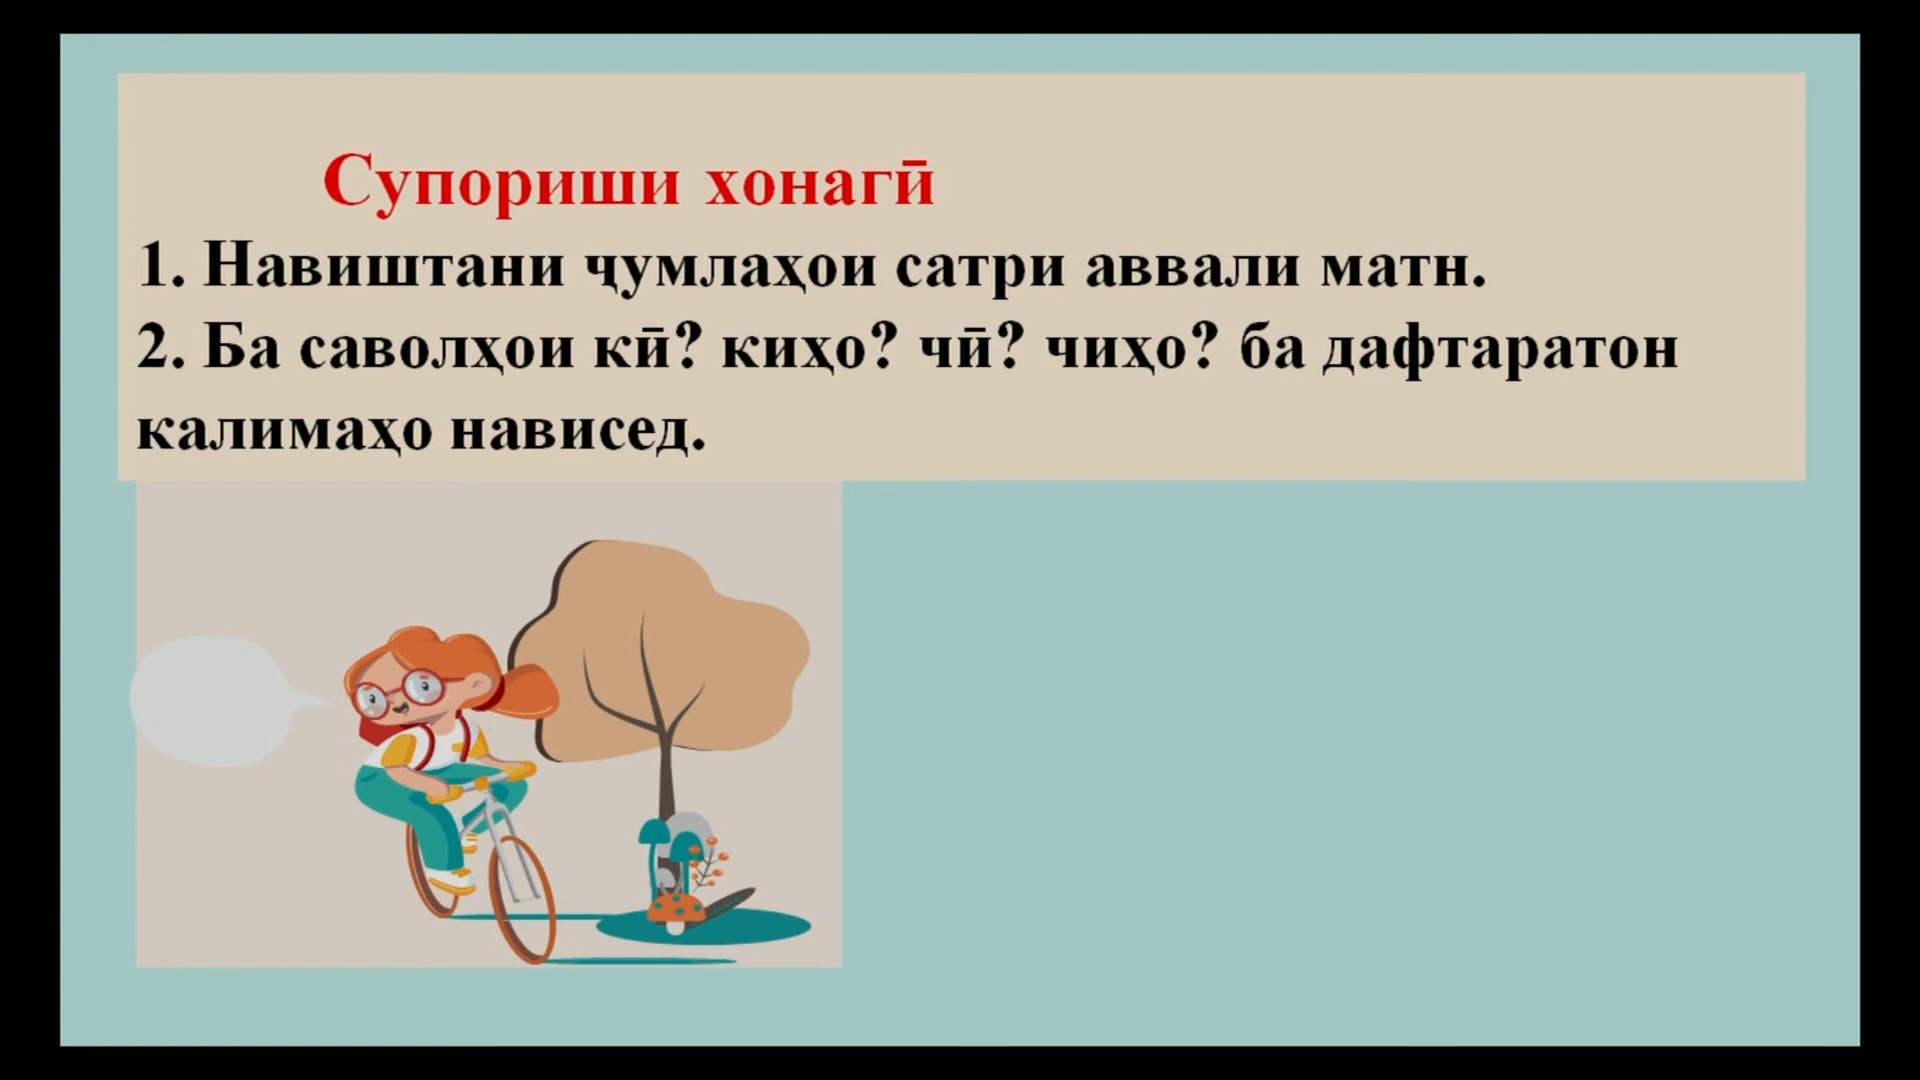 Супориши хонагӣ
1. Навиштани ҷумлаҳои сатри аввали матн.
2. Ба саволҳои кӣ? киҳо? чӣ? чиҳо? ба дафтаратон
калимаҳо нависед.